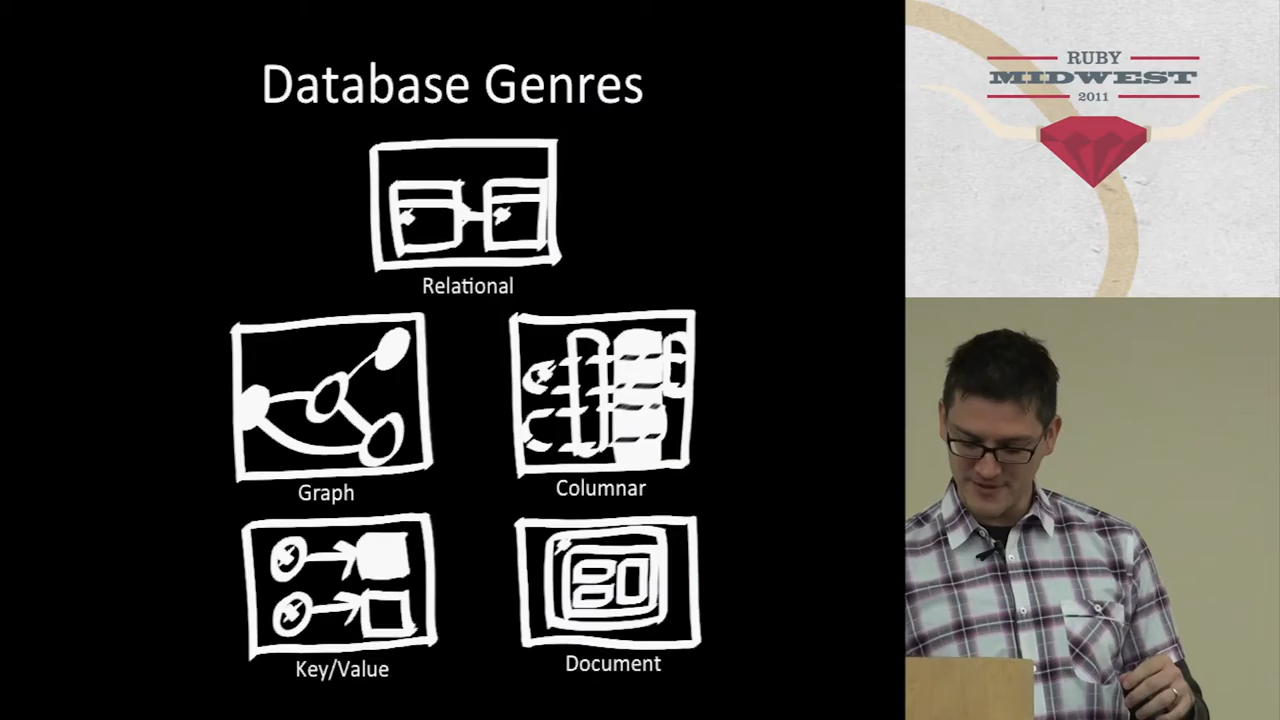 Database Genres
Relational
Graph
Columnar
Key/Value
Document
RUBY
MIDWEST
2011